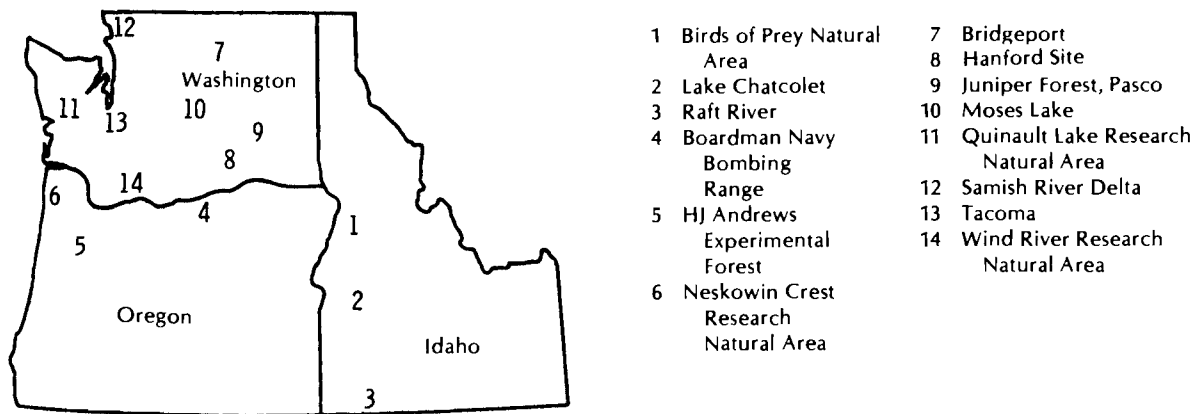 12
7
Washington
11
10
13
9
8
14
6
4
5
1
2
Oregon
Idaho
3
1 Birds of Prey Natural
Area
2 Lake Chatcolet
3 Raft River
4 Boardman Navy
Bombing
Range
5 HJ Andrews
Experimental
Forest
6 Neskowin Crest
Research
Natural Area
7 Bridgeport
8 Hanford Site
9 Juniper Forest, Pasco
10 Moses Lake
11 Quinault Lake Research
Natural Area
12 Samish River Delta
13 Tacoma
14 Wind River Research
Natural Area